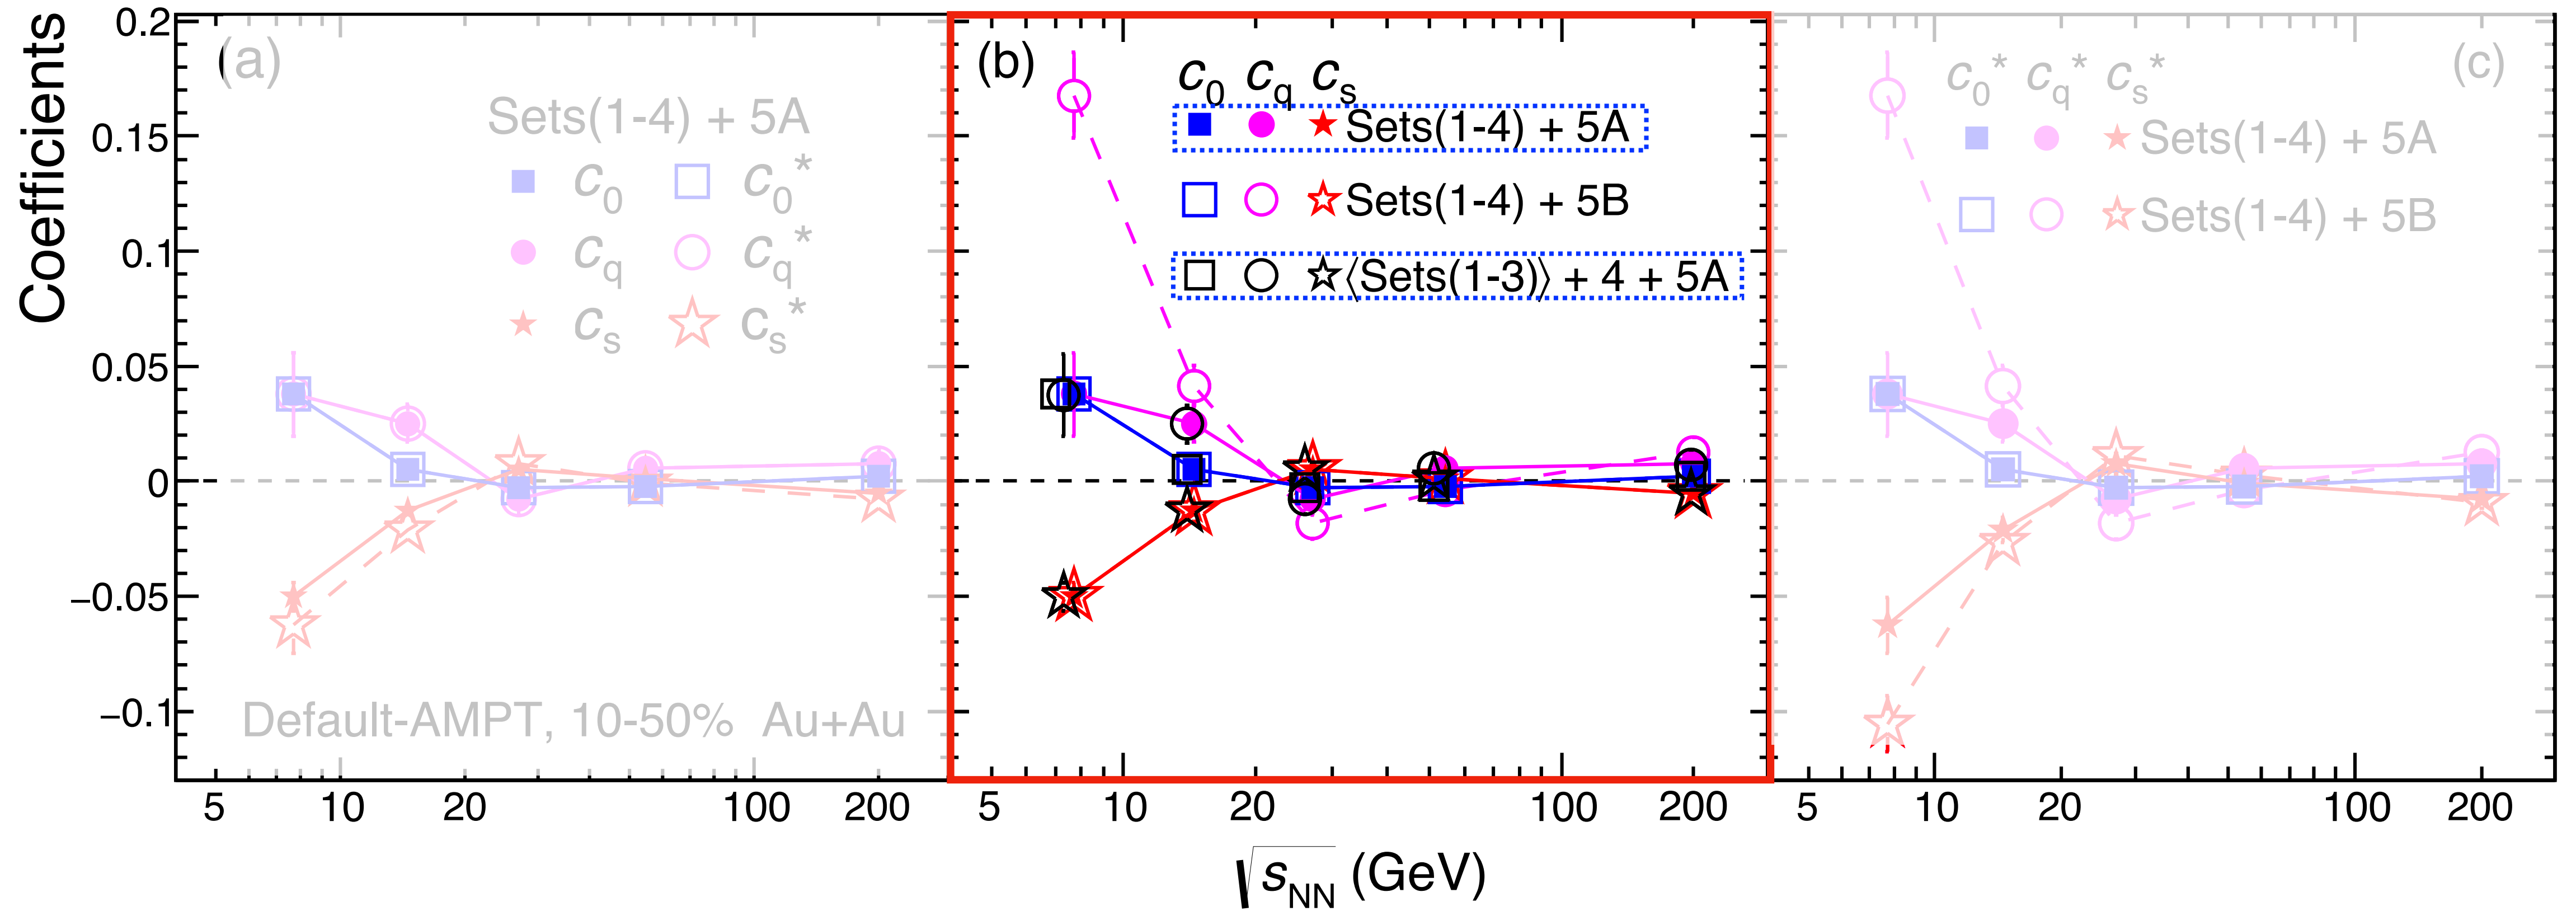 Coefficients
0.2
0.15
0.1
0.05
0
−0.05
−0.1
(a)
Sets(1-4) + 5A
c0 c0*
cq cq*
cs cs*
Default-AMPT, 10-50% Au+Au
5 10 20 100 200
(b)
c0 cq cs
Sets(1-4) + 5A
Sets(1-4) + 5B
⟨Sets(1-3)⟩ + 4 + 5A
5 10 20 100 200
(c)
c0* cq* cs*
Sets(1-4) + 5A
Sets(1-4) + 5B
5 10 20 100 200
√sNN (GeV)